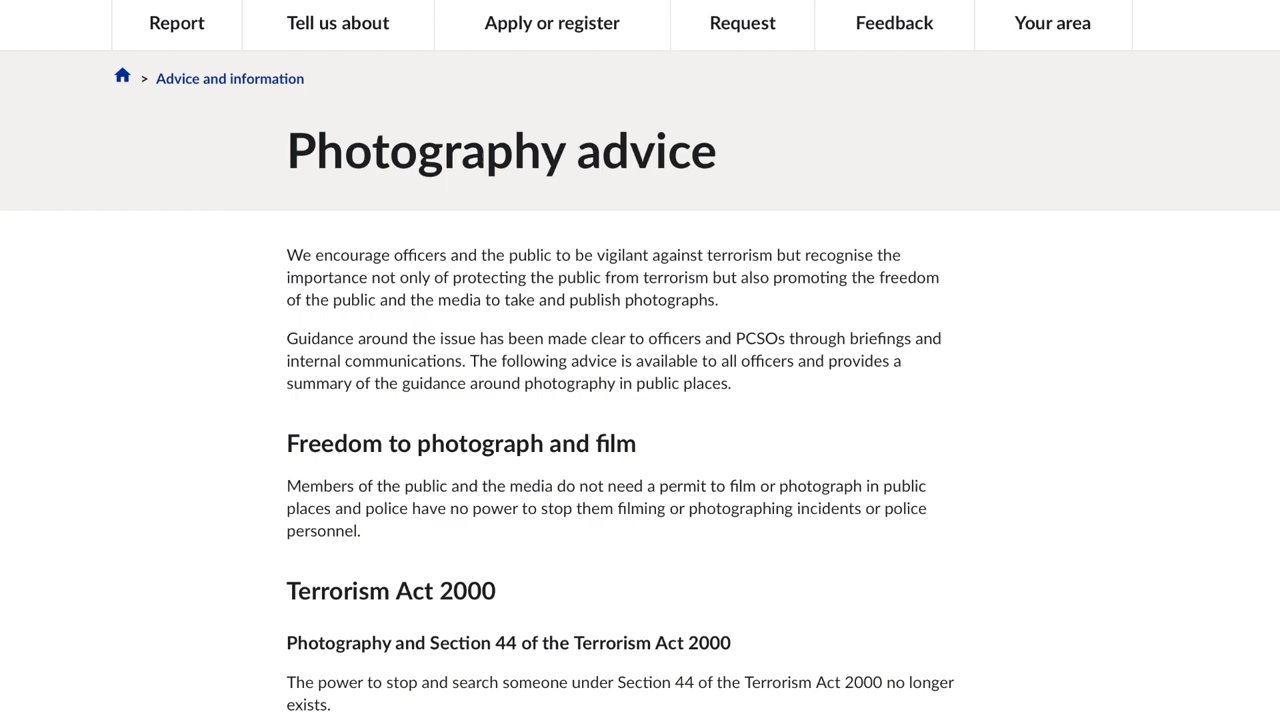 Report Tell us about Apply or register Request Feedback Your area
> Advice and information
Photography advice
We encourage officers and the public to be vigilant against terrorism but recognise the
importance not only of protecting the public from terrorism but also promoting the freedom
of the public and the media to take and publish photographs.
Guidance around the issue has been made clear to officers and PCSOs through briefings and
internal communications. The following advice is available to all officers and provides a
summary of the guidance around photography in public places.
Freedom to photograph and film
Members of the public and the media do not need a permit to film or photograph in public
places and police have no power to stop them filming or photographing incidents or police
personnel.
Terrorism Act 2000
Photography and Section 44 of the Terrorism Act 2000
The power to stop and search someone under Section 44 of the Terrorism Act 2000 no longer
exists.